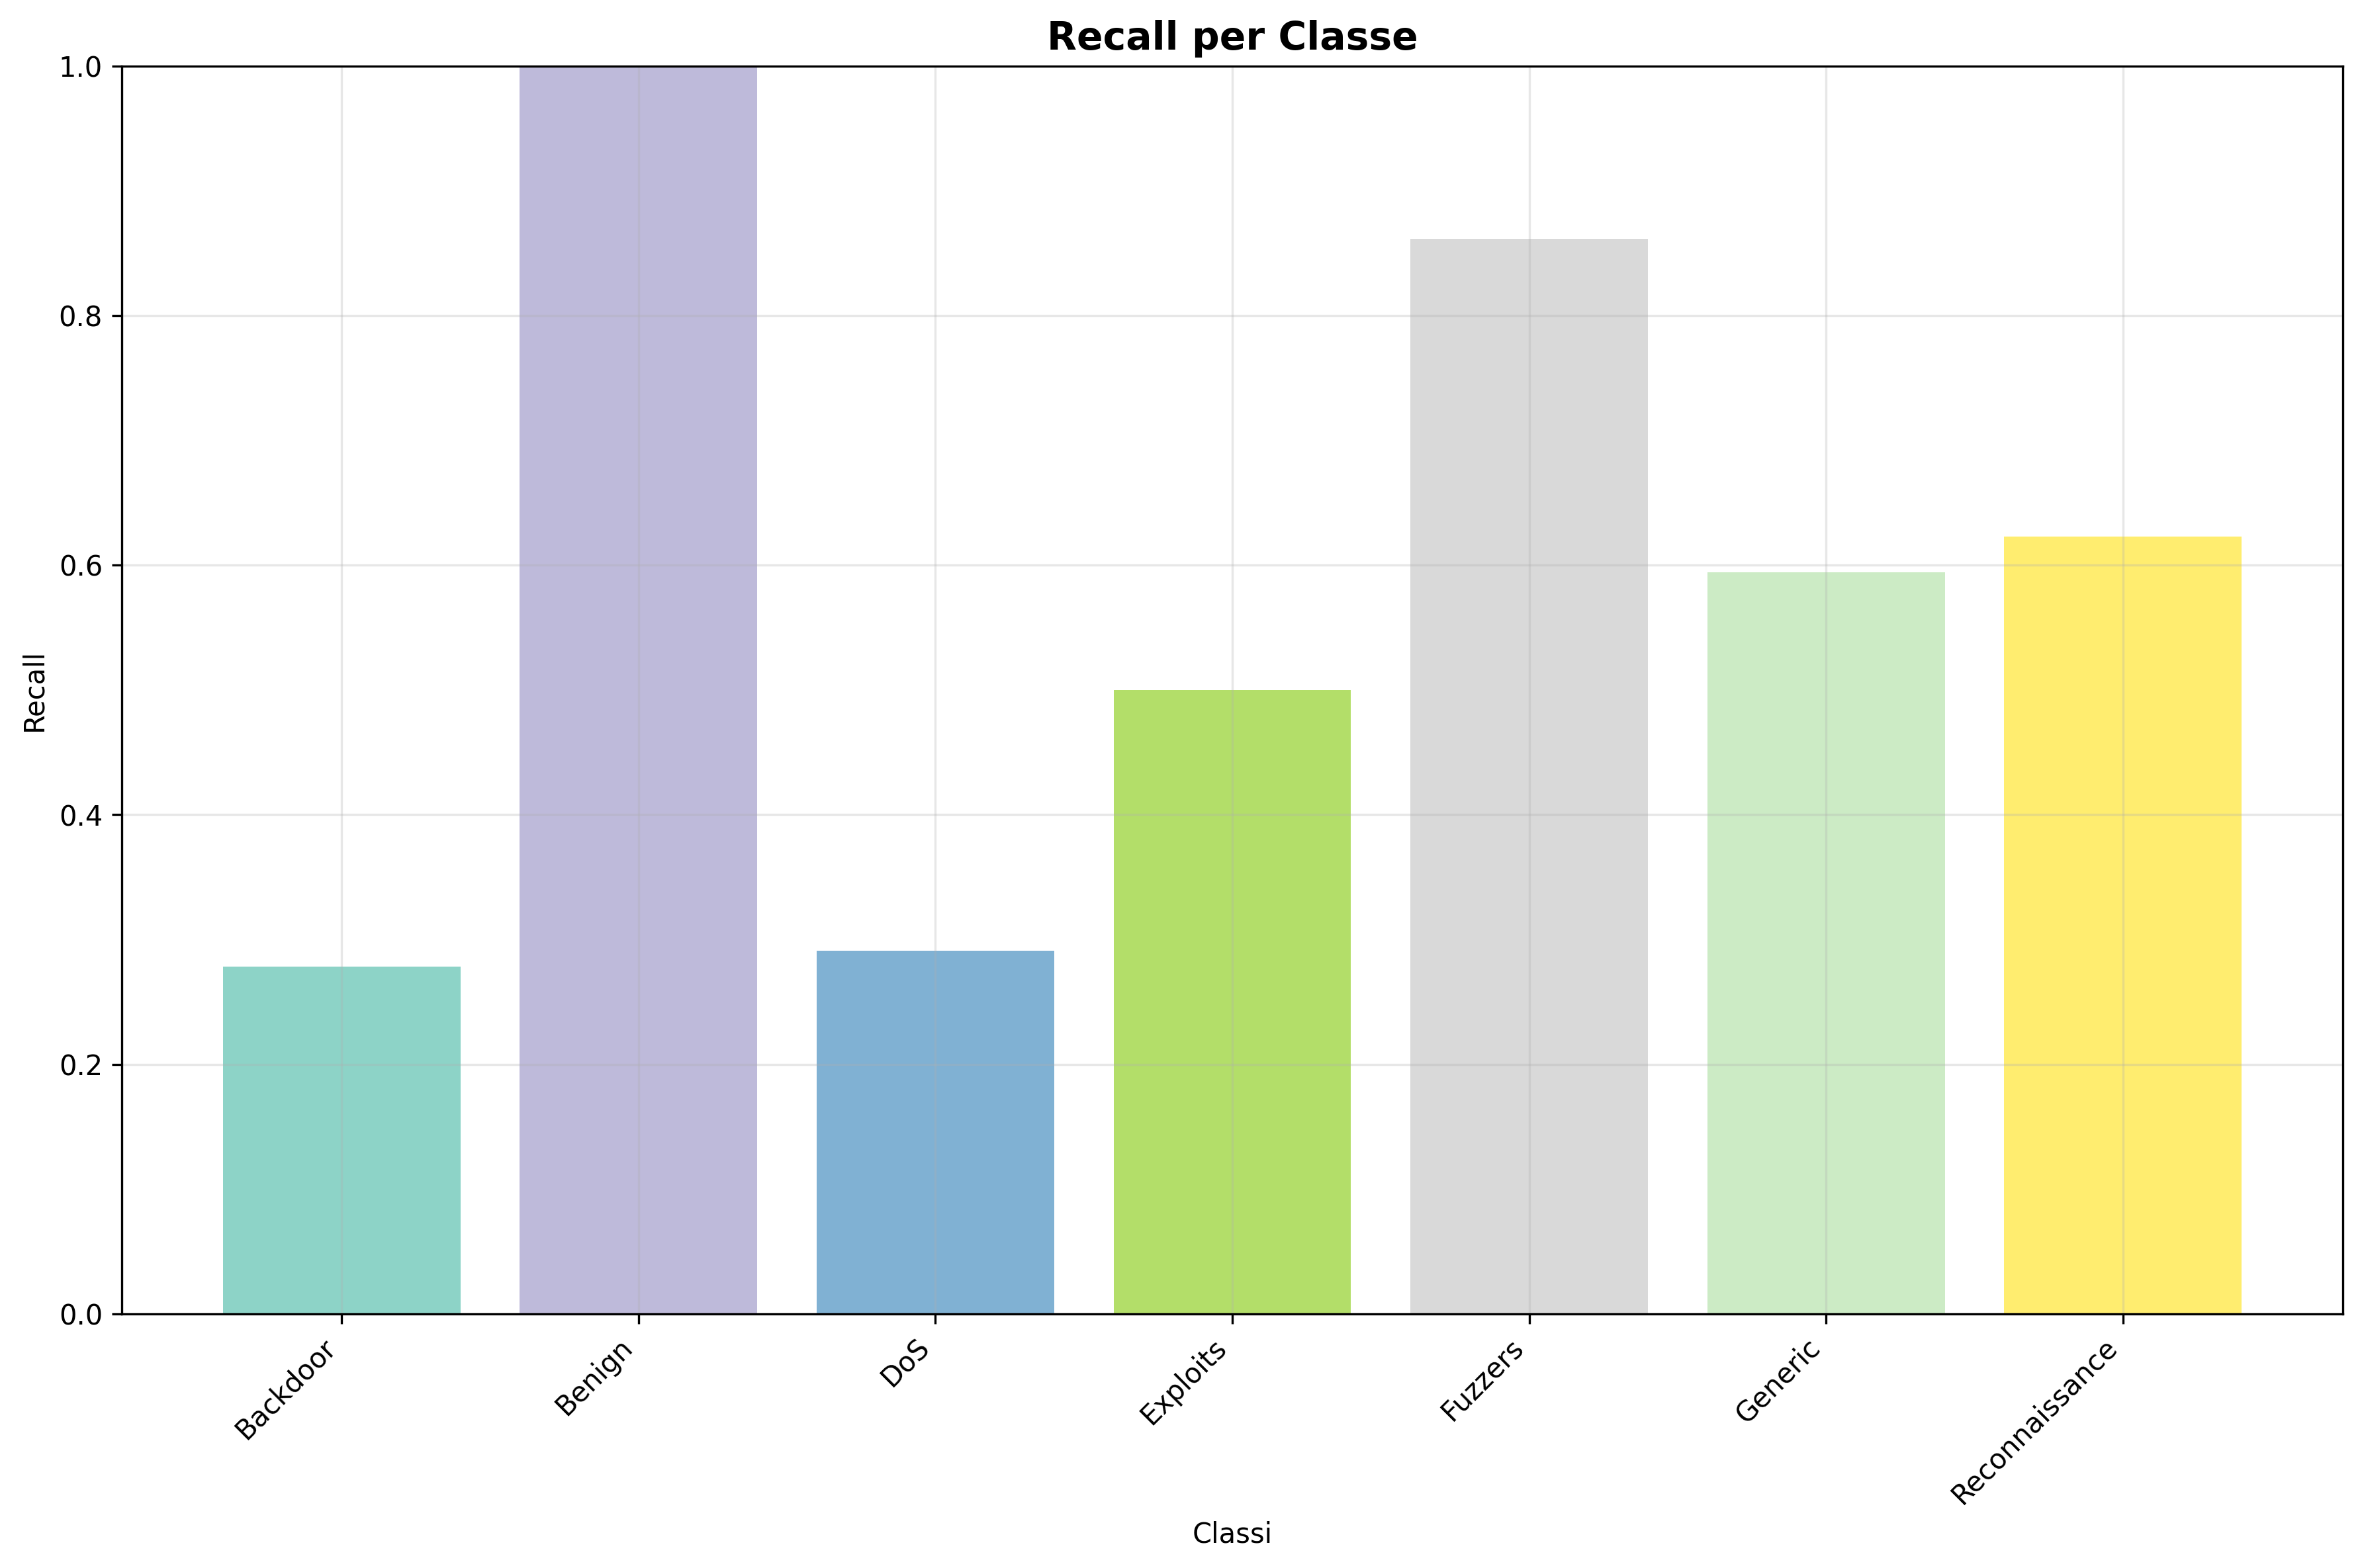 Recall per Classe
1.0
0.8
0.6
0.4
0.2
0.0
Recall
Backdoor
Benign
DoS
Exploits
Fuzzers
Generic
Reconnaissance
Classi